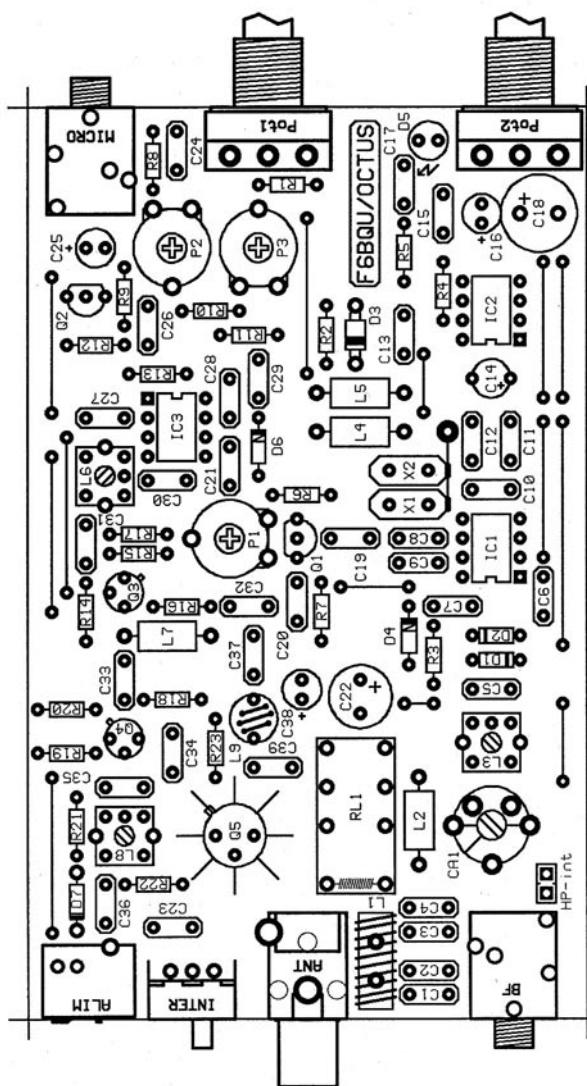 Pot1
Pot2
MICRO
R8
C24
C17
D5
R1
F6BQU/OCTUS
C15
C16
C18
C25
P2
P3
R5
Q2
R9
C26
R10
R11
R2
D3
C13
R4
IC2
R12
R13
C28
C29
C14
C27
IC3
L5
L6
C21
D6
L4
C12
C11
C30
R6
X2
X1
C10
C31
R17
R15
P1
Q1
C19
C8
C9
IC1
R14
Q3
R16
C32
C20
R7
C7
C6
L7
C37
D4
R3
D2
D1
C33
R18
C38
C22
C5
R20
R19
Q4
C34
R23
L9
C39
L3
C35
RL1
L2
R21
L8
Q5
CA1
D7
C36
R22
C23
L1
C4
C3
C2
C1
HP-int
ALIM
INTER
ANT
BF